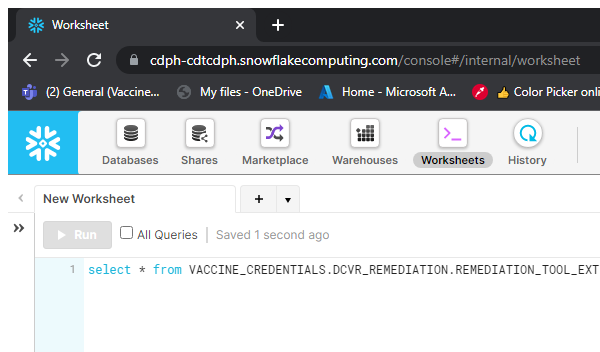 Worksheet
cdph-cdtcdph.snowflakecomputing.com/console#/internal/worksheet
(2) General (Vaccine... My files - OneDrive Home - Microsoft A... Color Picker onli
Databases Shares Marketplace Warehouses Worksheets History
New Worksheet
Run All Queries Saved 1 second ago
1 select * from VACCINE_CREDENTIALS.DCVR_REMEDIATION.REMEDIATION_TOOL_EXT